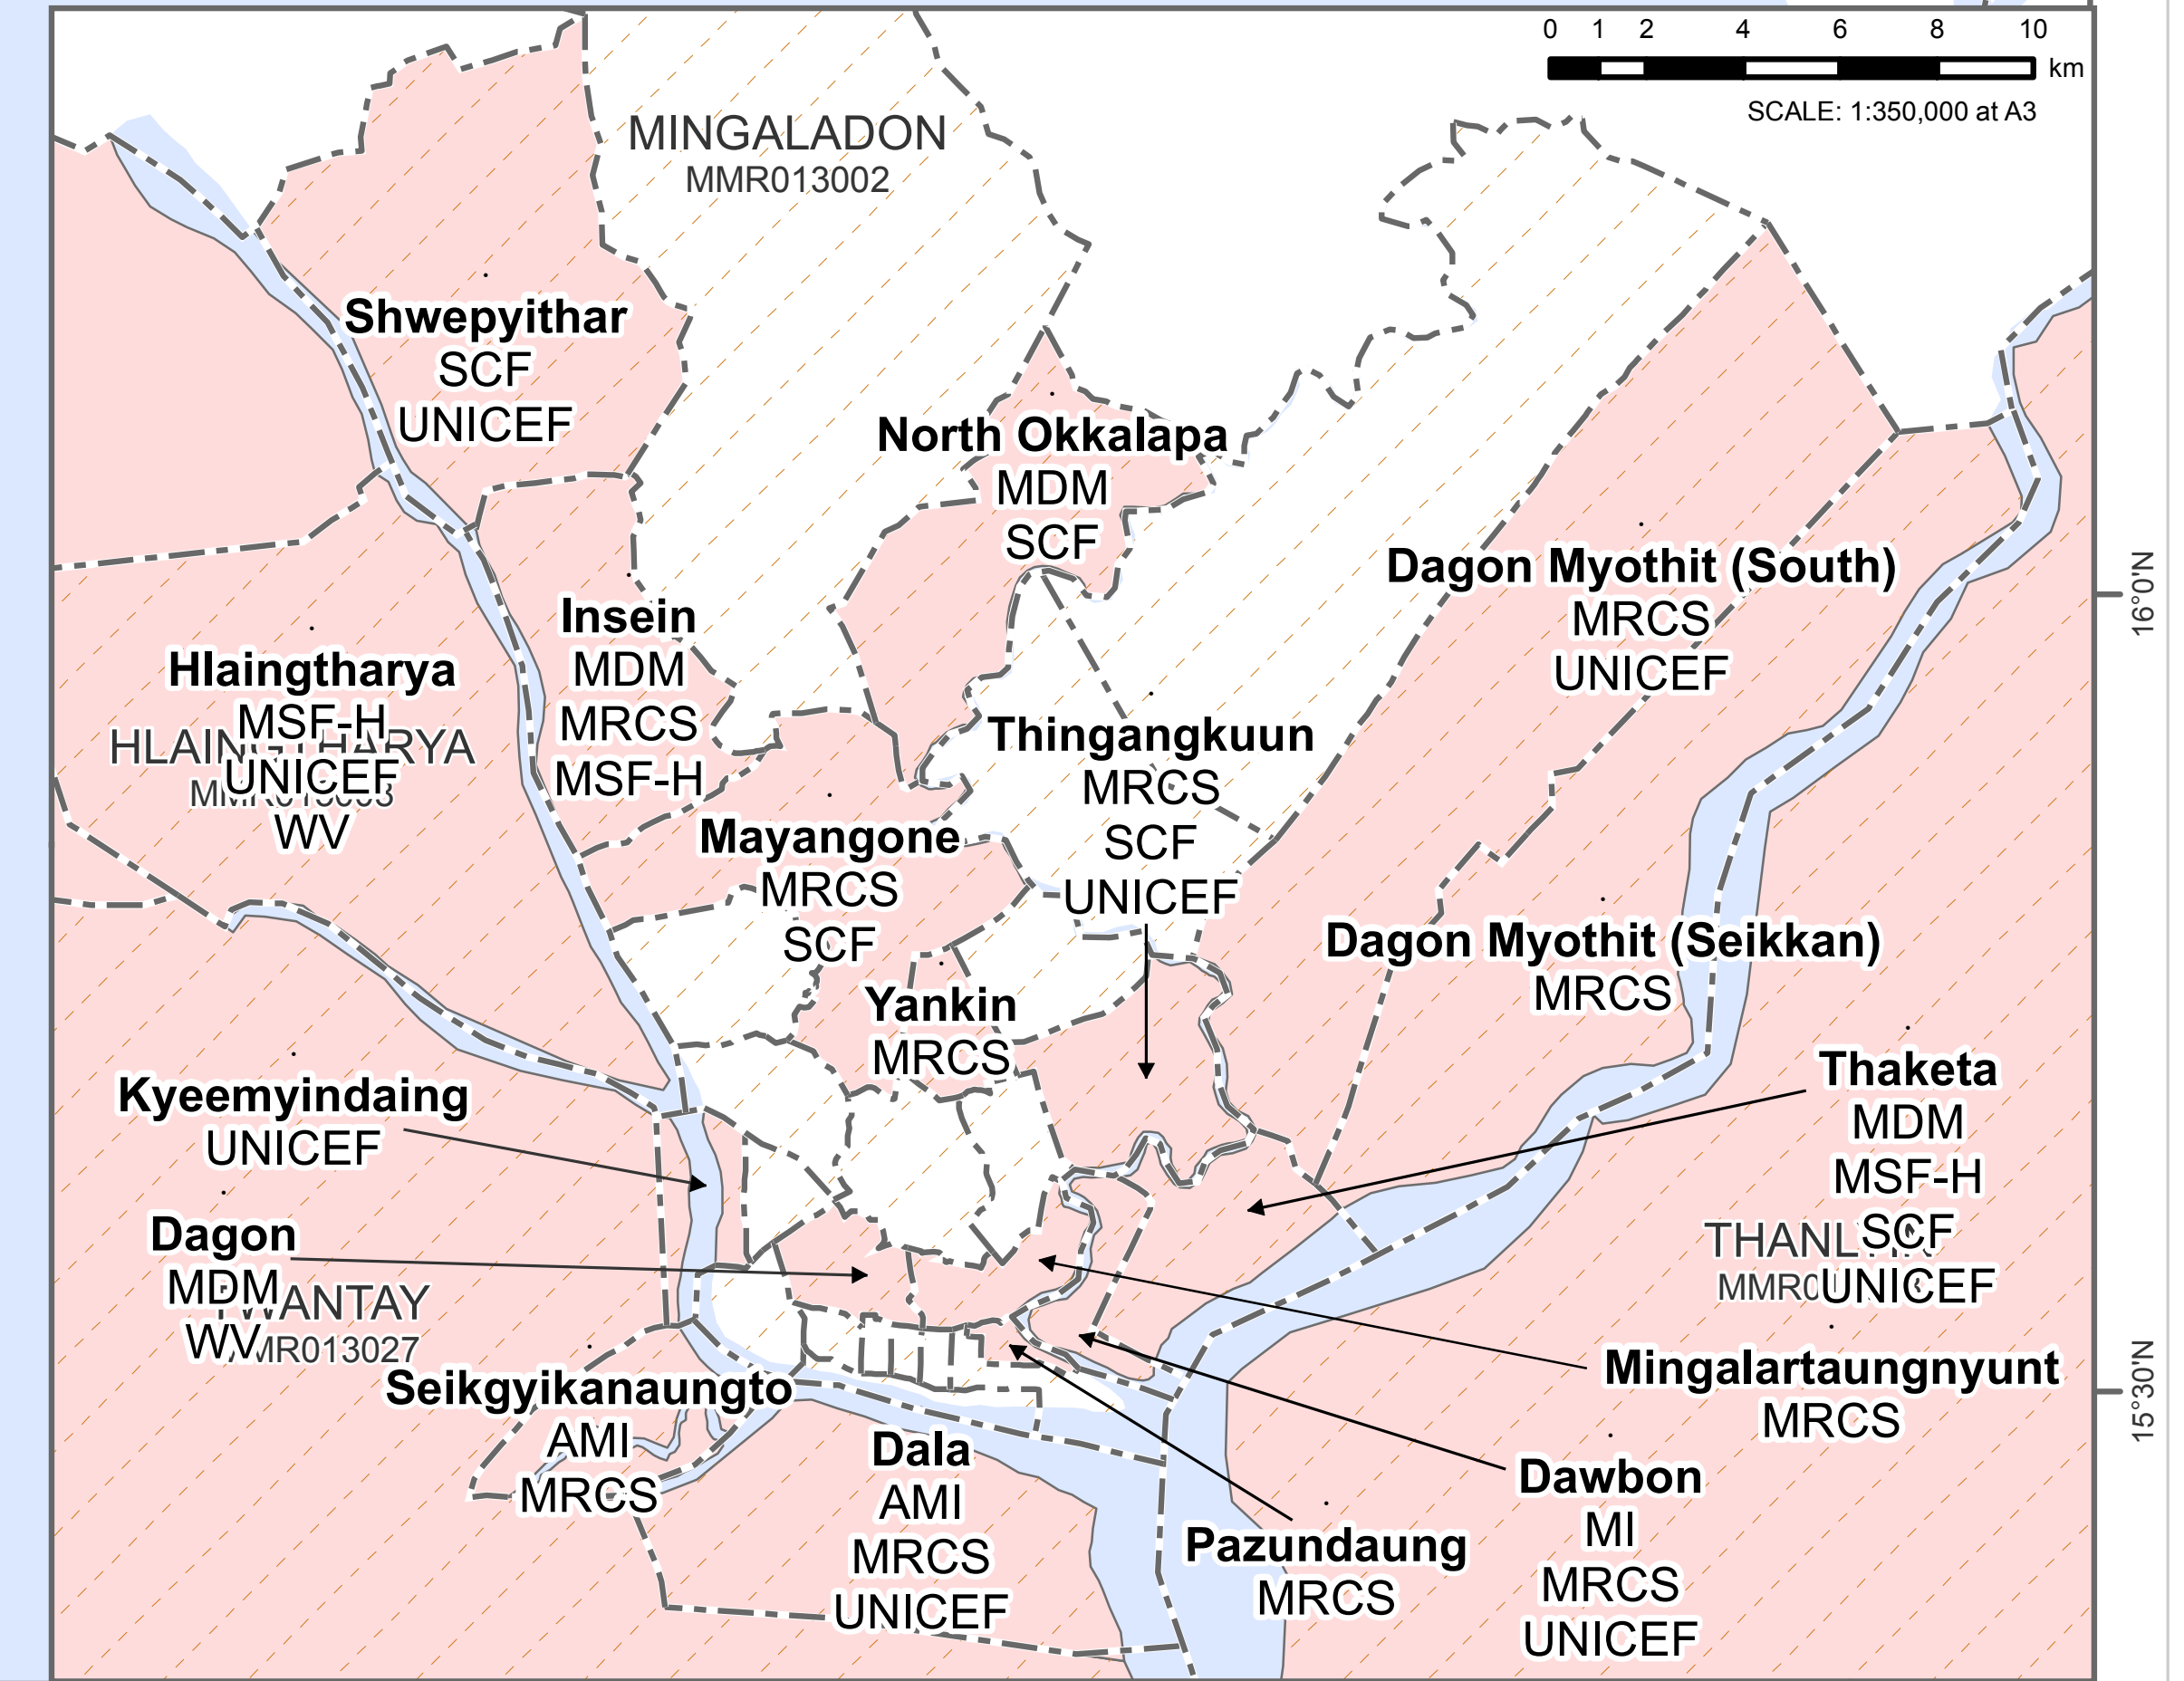 0 1 2 4 6 8 10
km
SCALE: 1:350,000 at A3
MINGALADON
MMR013002
Shwepyithar
SCF
UNICEF
North Okkalapa
MDM
SCF
Dagon Myothit (South)
MRCS
UNICEF
16°0'N
Insein
MDM
MRCS
MSF-H
Hlaingtharya
MSF-H
UNICEF
WV
HLAINGTHARYA
Thingangkuun
MRCS
SCF
UNICEF
Mayangone
MRCS
SCF
Dagon Myothit (Seikkan)
MRCS
Yankin
MRCS
Thaketa
MDM
MSF-H
SCF
UNICEF
Kyeemyindaing
UNICEF
Dagon
MDM
WV
Mingalartaungnyunt
MRCS
15°30'N
Seikgyikanaungto
AMI
MRCS
Dala
AMI
MRCS
UNICEF
Dawbon
MI
MRCS
UNICEF
Pazundaung
MRCS